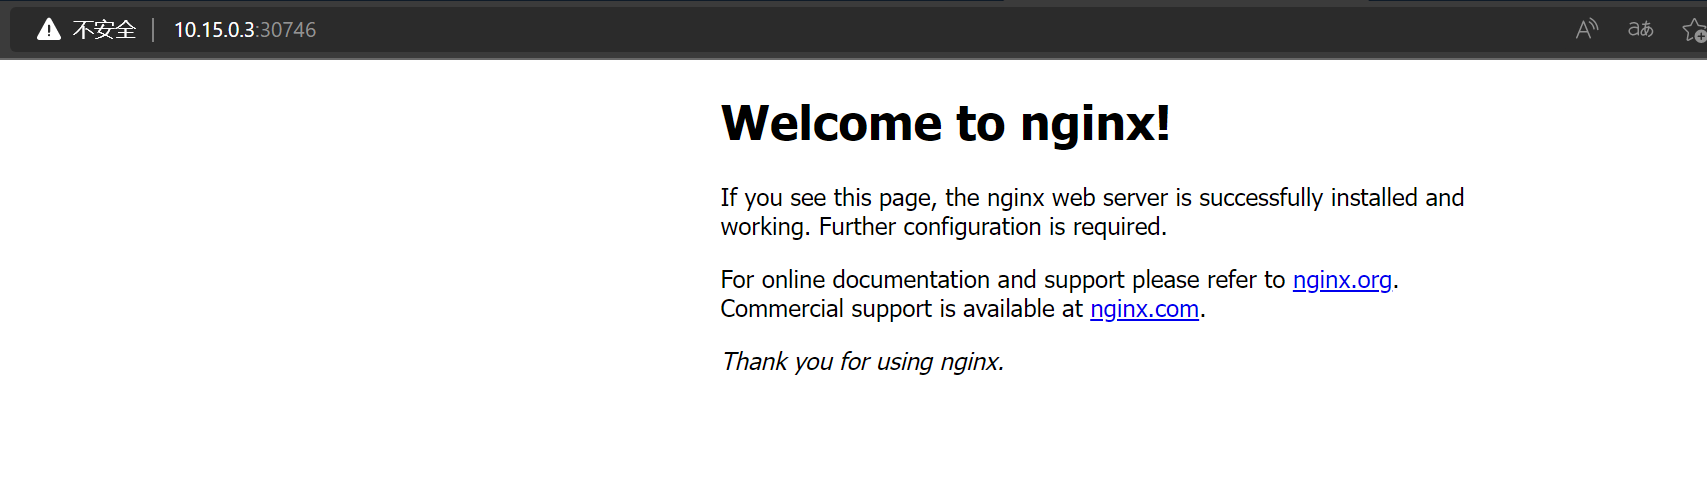 不安全 | 10.15.0.3:30746 A aあ
Welcome to nginx!
If you see this page, the nginx web server is successfully installed and
working. Further configuration is required.
For online documentation and support please refer to nginx.org.
Commercial support is available at nginx.com.
Thank you for using nginx.